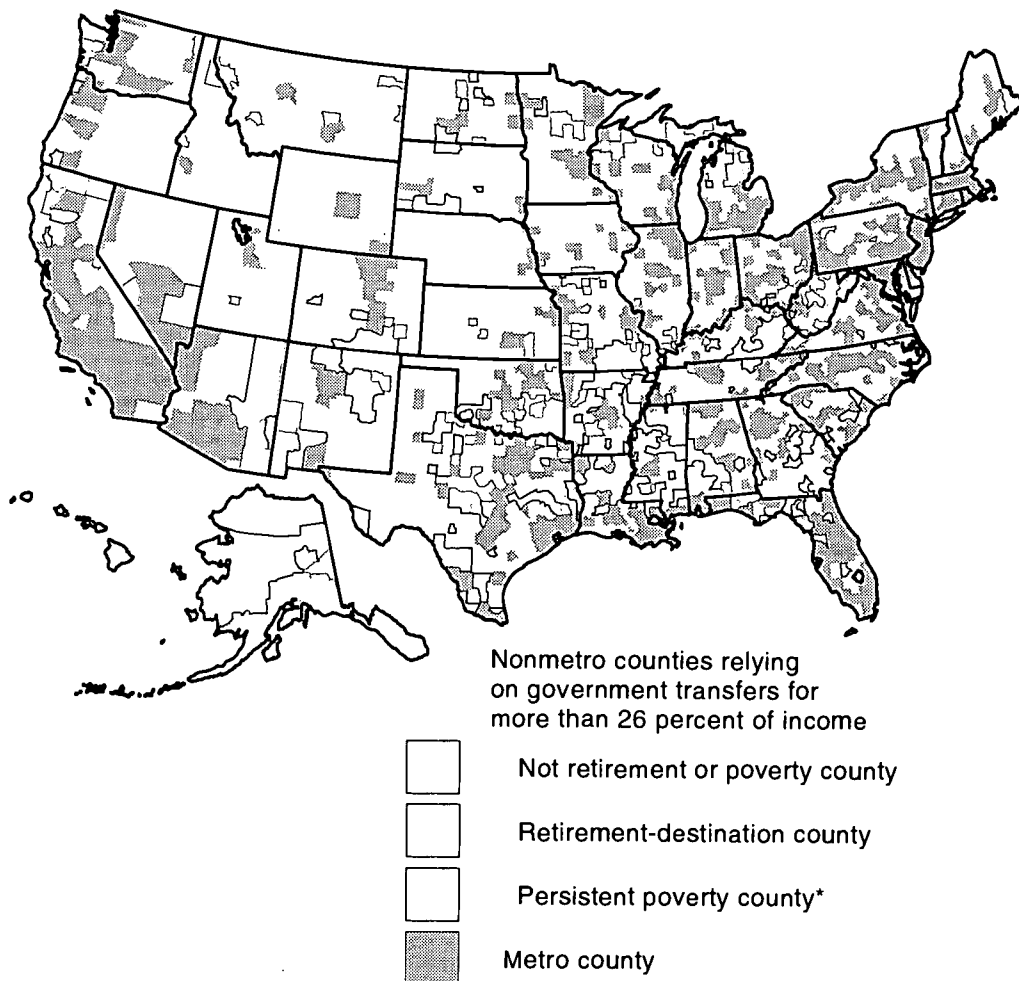 Nonmetro counties relying
on government transfers for
more than 26 percent of income
Not retirement or poverty county
Retirement-destination county
Persistent poverty county*
Metro county